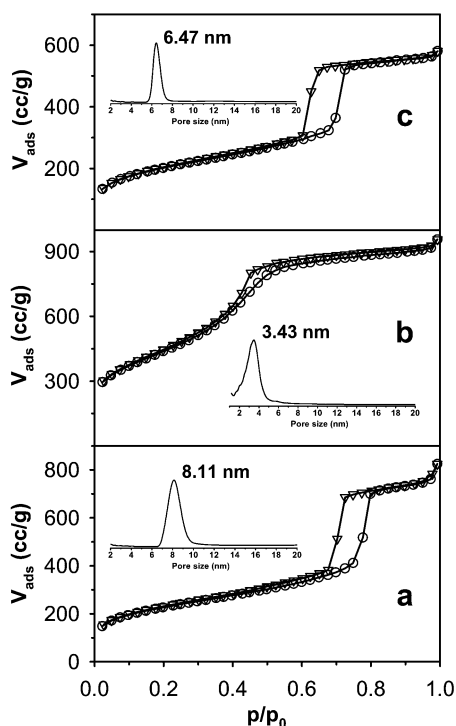 600
400
200
V_ads (cc/g)
6.47 nm
2 4 6 8 10 12 14 16 18 20
Pore size (nm)
c
900
600
300
V_ads (cc/g)
3.43 nm
2 4 6 8 10 12 14 16 18 20
Pore size (nm)
b
800
600
400
200
0
V_ads (cc/g)
8.11 nm
2 4 6 8 10 12 14 16 18 20
Pore size (nm)
a
0.0 0.2 0.4 0.6 0.8 1.0
p/p₀